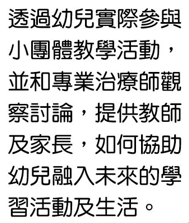 透過幼兒實際參與
小團體教學活動，
並和專業治療師觀
察討論，提供教師
及家長，如何協助
幼兒融入未來的學
習活動及生活。